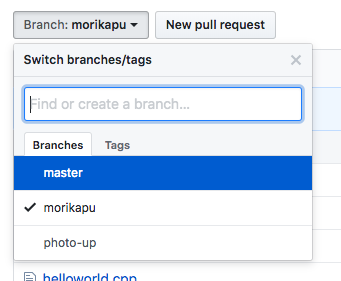 Branch: morikapu New pull request
Switch branches/tags
Find or create a branch...
Branches Tags
master
morikapu
photo-up
helloworld.cpp